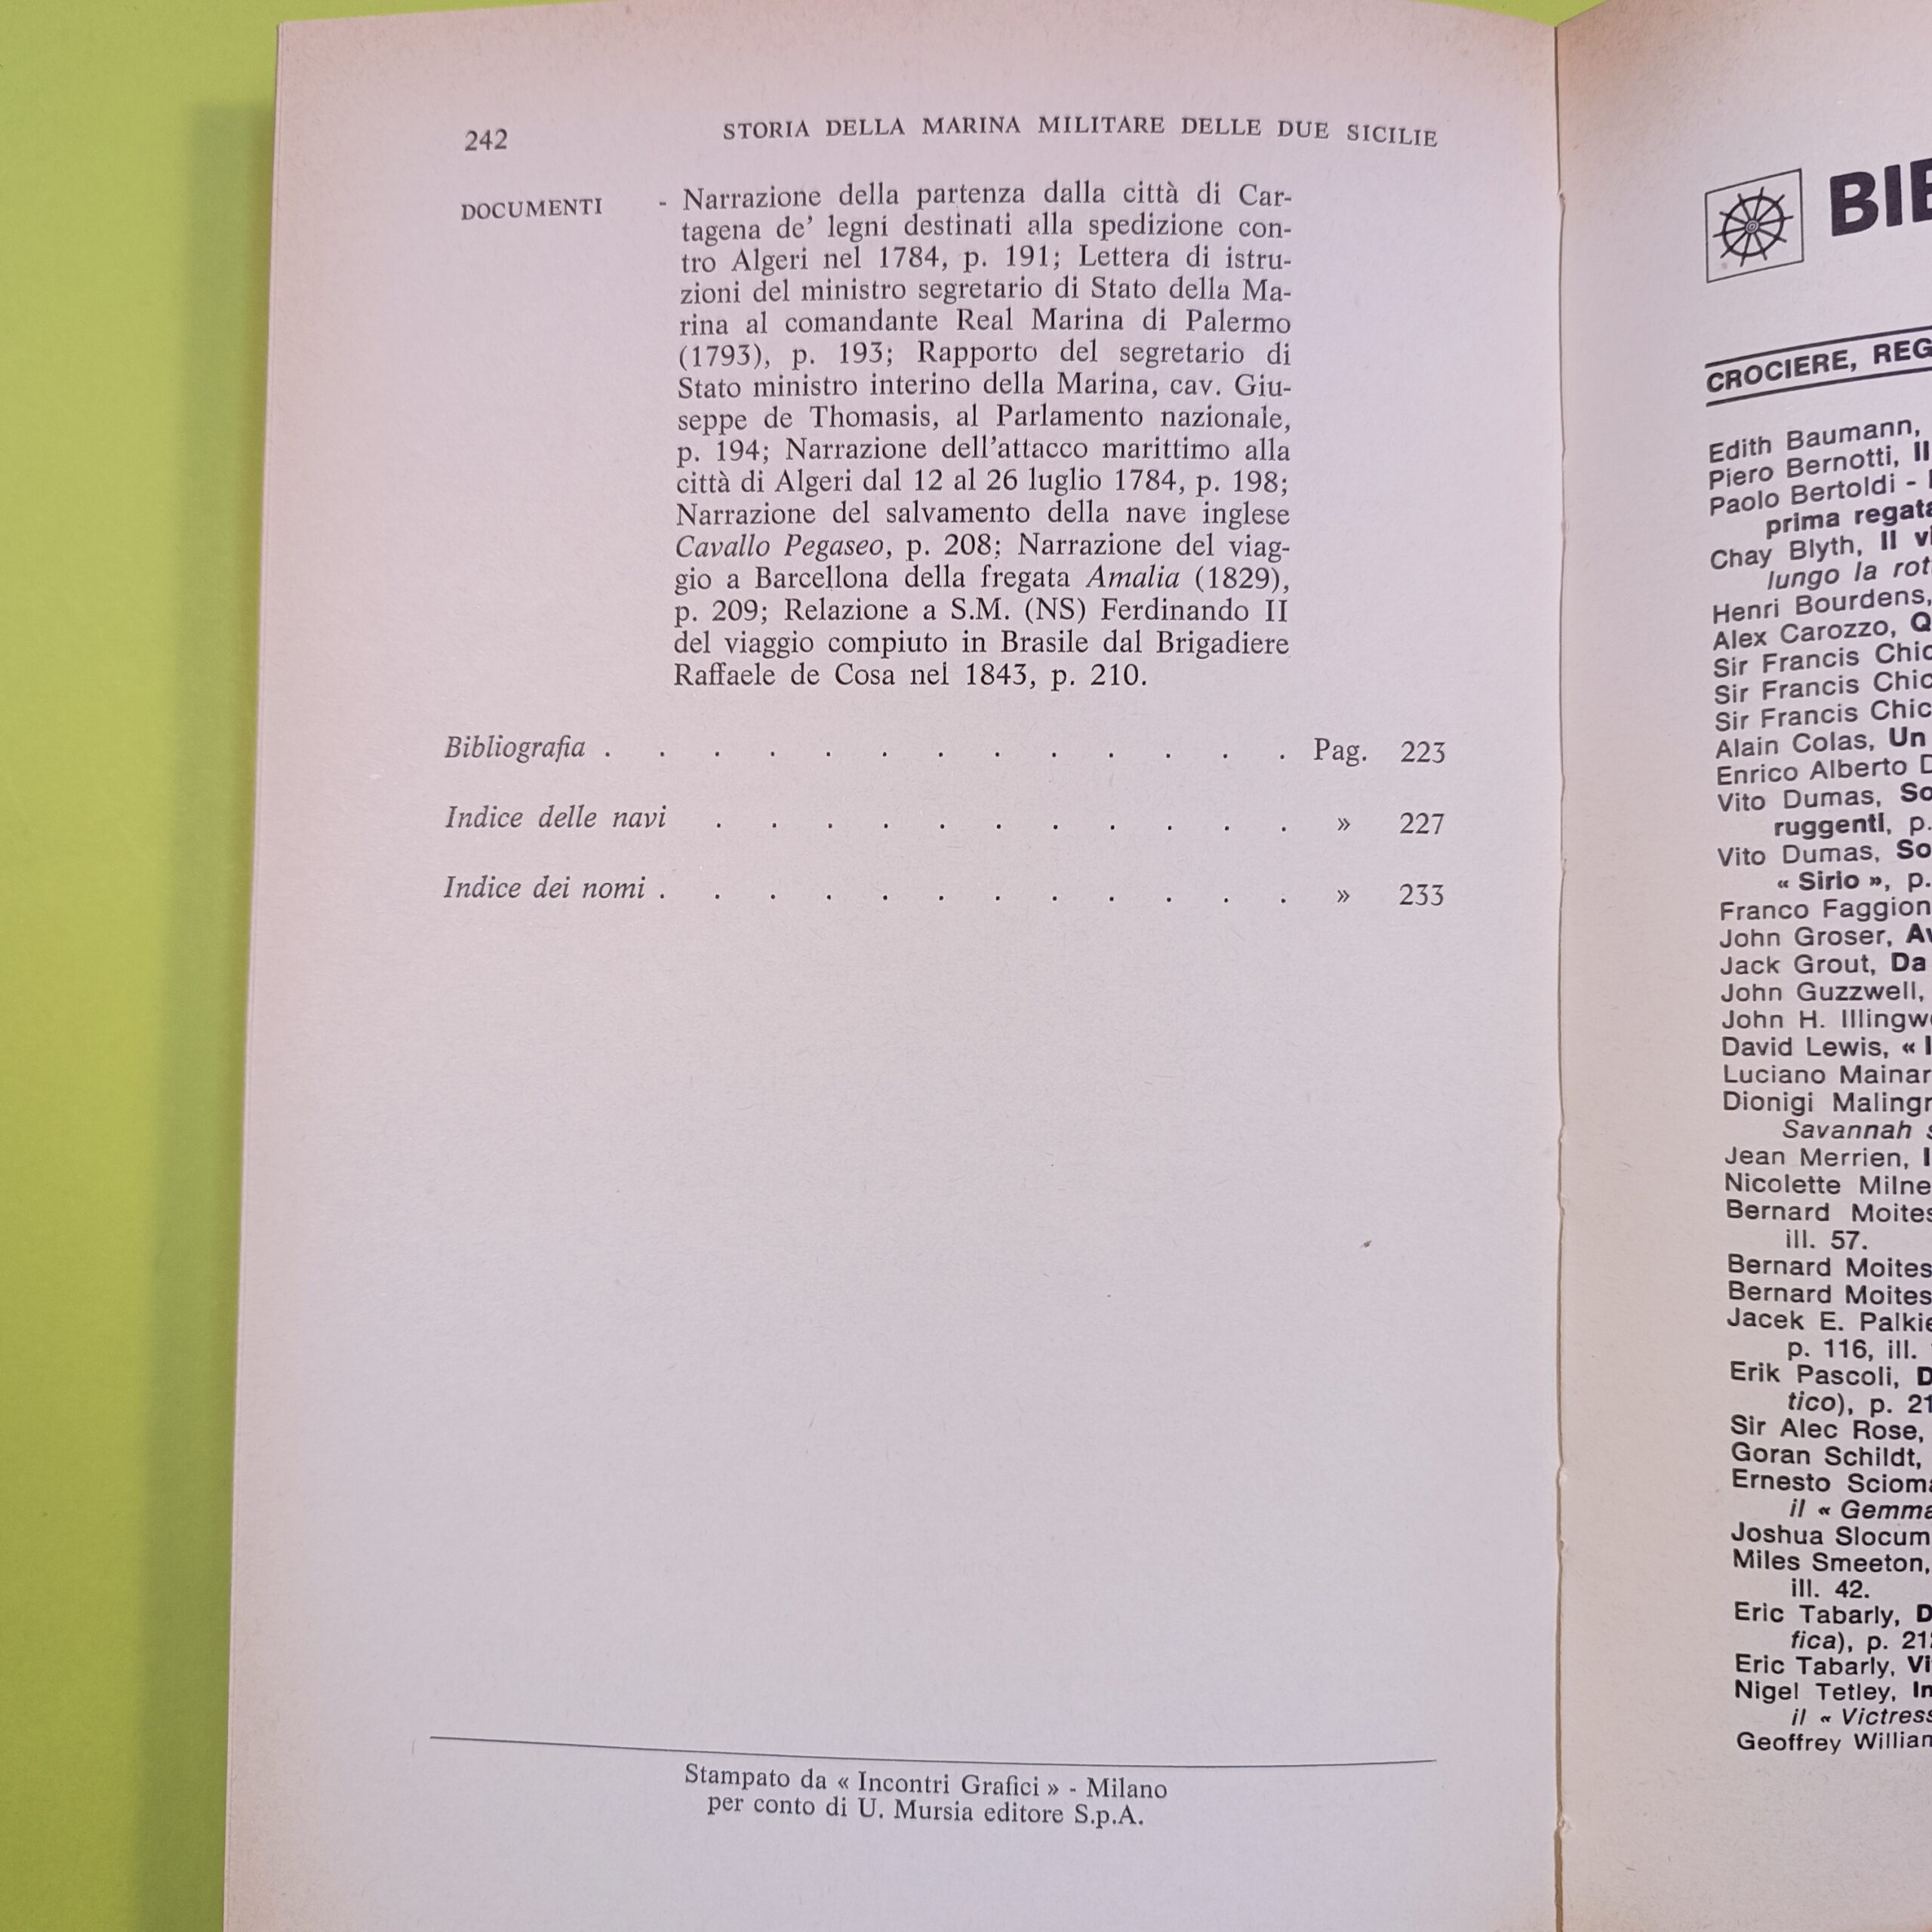 242
STORIA DELLA MARINA MILITARE DELLE DUE SICILIE
DOCUMENTI - Narrazione della partenza dalla città di Car-
tagena de' legni destinati alla spedizione con-
tro Algeri nel 1784, p. 191; Lettera di istru-
zioni del ministro segretario di Stato della Ma-
rina al comandante Real Marina di Palermo
(1793), p. 193; Rapporto del segretario di
Stato ministro interino della Marina, cav. Giu-
seppe de Thomasis, al Parlamento nazionale,
p. 194; Narrazione dell'attacco marittimo alla
città di Algeri dal 12 al 26 luglio 1784, p. 198;
Narrazione del salvamento della nave inglese
Cavallo Pegaseo, p. 208; Narrazione del viag-
gio a Barcellona della fregata Amalia (1829),
p. 209; Relazione a S.M. (NS) Ferdinando II
del viaggio compiuto in Brasile dal Brigadiere
Raffaele de Cosa nel 1843, p. 210.
Bibliografia . . . . . . . . . . . . . Pag. 223
Indice delle navi . . . . . . . . . . . » 227
Indice dei nomi . . . . . . . . . . . . » 233
Stampato da « Incontri Grafici » - Milano
per conto di U. Mursia editore S.p.A.
CROCIERE,
Edith Baumann,
Piero Bernotti, Il
Paolo Bertoldi -
prima
Chay Blyth, Il
lungo la
Henri Bourdens,
Alex Carozzo,
Sir Francis
Sir Francis
Sir Francis
Alain Colas, Un
Enrico Alberto
Vito Dumas,
ruggenti, p.
Vito Dumas,
« Sirio », p.
Franco
John Groser,
Jack Grout, Da
John Guzzwell,
John H.
David Lewis, «
Luciano
Dionigi
Savannah
Jean Merrien,
Nicolette
Bernard
ill. 57.
Bernard
Bernard
Jacek E.
p. 116, ill.
Erik Pascoli,
tico), p.
Sir Alec Rose,
Goran Schildt,
Ernesto
il «
Joshua Slocum
Miles Smeeton,
ill. 42.
Eric Tabarly,
fica), p.
Eric Tabarly,
Nigel Tetley,
il «
Geoffrey